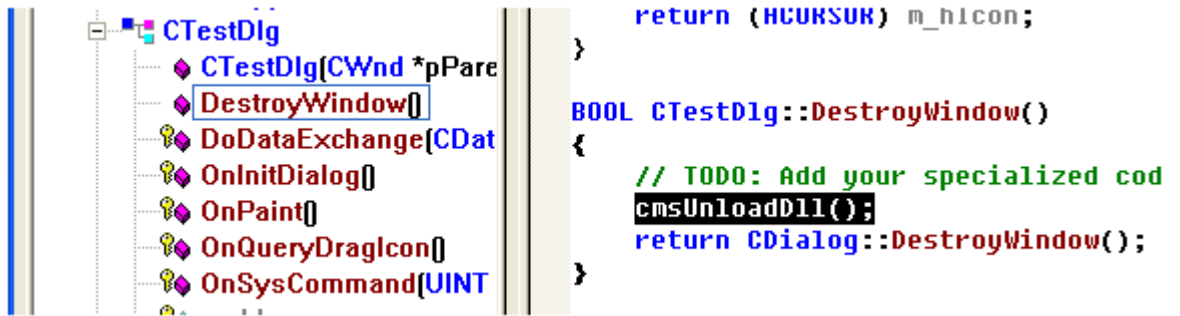 CTestDlg
CTestDlg(CWnd *pPare
DestroyWindow()
DoDataExchange(CDat
OnInitDialog()
OnPaint()
OnQueryDragIcon()
OnSysCommand(UINT
return (HCURSOR) m_hIcon;
}
BOOL CTestDlg::DestroyWindow()
{
// TODO: Add your specialized cod
cmsUnloadDll();
return CDialog::DestroyWindow();
}